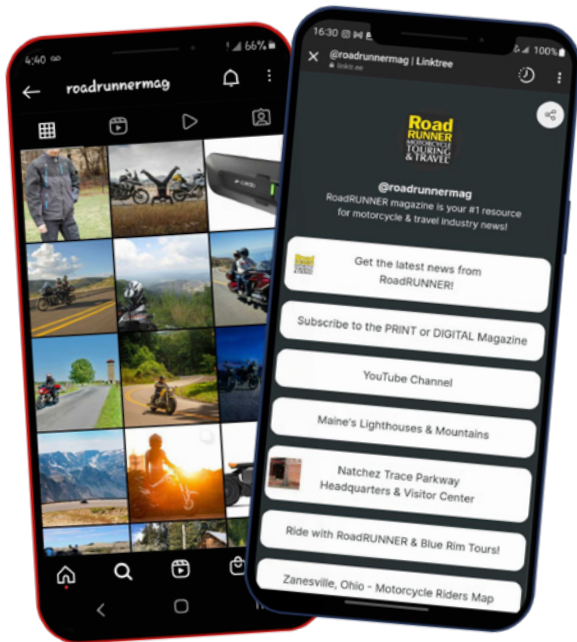 4:40
66%
roadrunnermag
16:30
100%
@roadrunnermag | Linktree
linktr.ee
Road
RUNNER
MOTORCYCLE
TOURING
& TRAVEL
@roadrunnermag
RoadRUNNER magazine is your #1 resource
for motorcycle & travel industry news!
Get the latest news from
RoadRUNNER!
Subscribe to the PRINT or DIGITAL Magazine
YouTube Channel
Maine's Lighthouses & Mountains
Natchez Trace Parkway
Headquarters & Visitor Center
Ride with RoadRUNNER & Blue Rim Tours!
Zanesville, Ohio - Motorcycle Riders Map